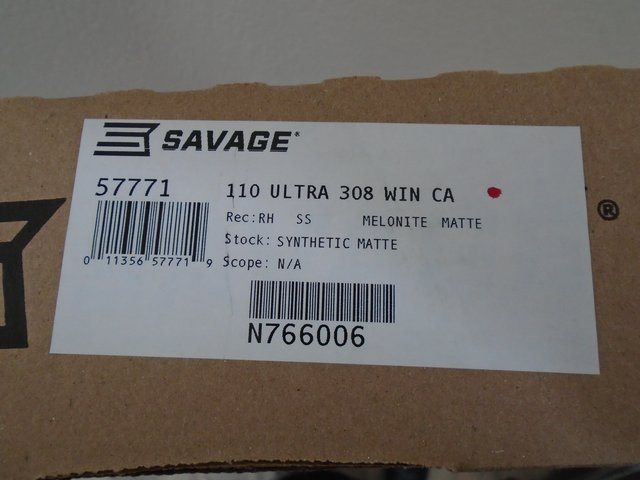 SAVAGE®
57771
110 ULTRA 308 WIN CA
Rec: RH SS MELONITE MATTE
Stock: SYNTHETIC MATTE
0 11356 57771 9
Scope: N/A
N766006
®